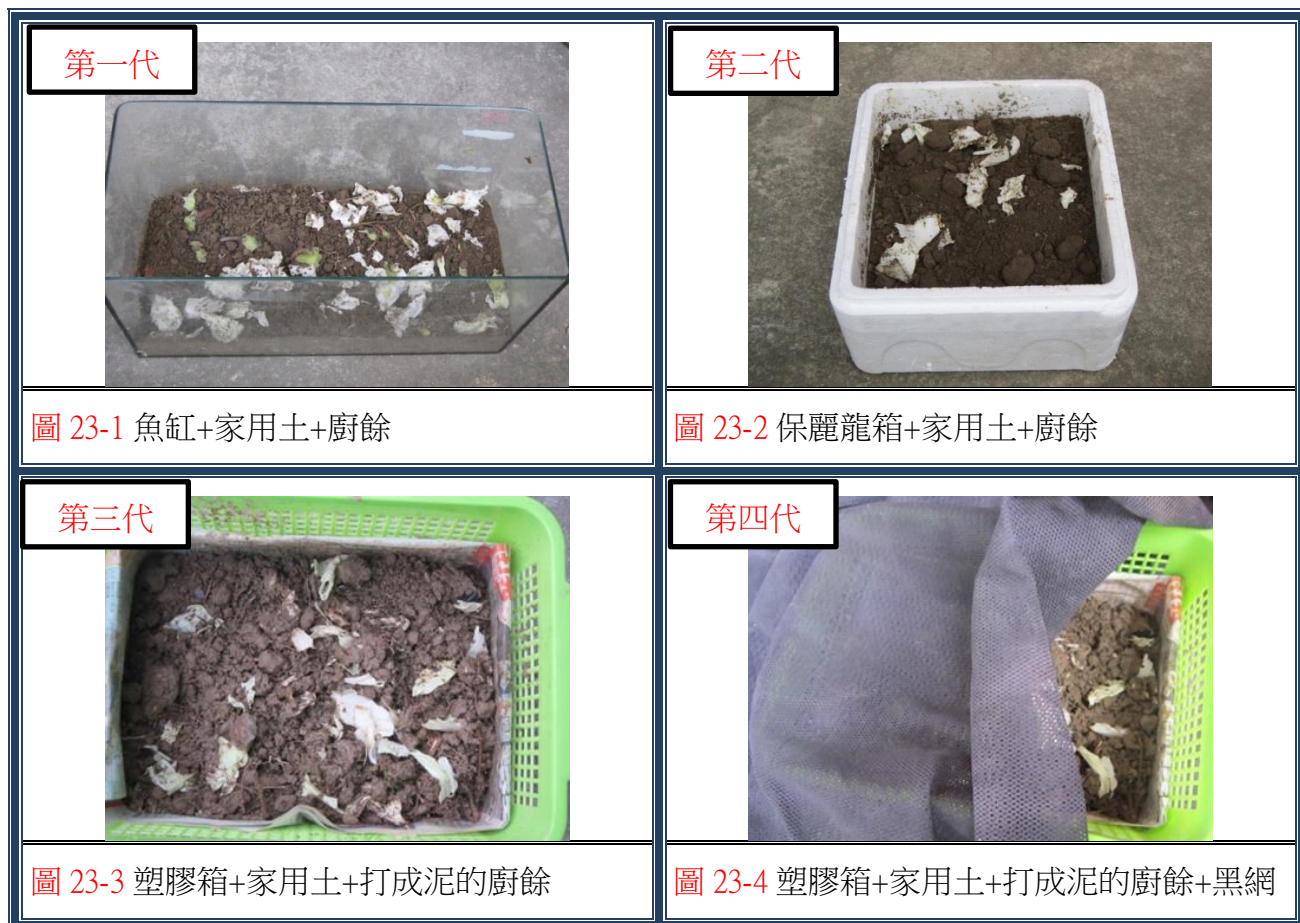 第一代
第二代
圖 23-1 魚缸+家用土+廚餘
圖 23-2 保麗龍箱+家用土+廚餘
第三代
第四代
圖 23-3 塑膠箱+家用土+打成泥的廚餘
圖 23-4 塑膠箱+家用土+打成泥的廚餘+黑網